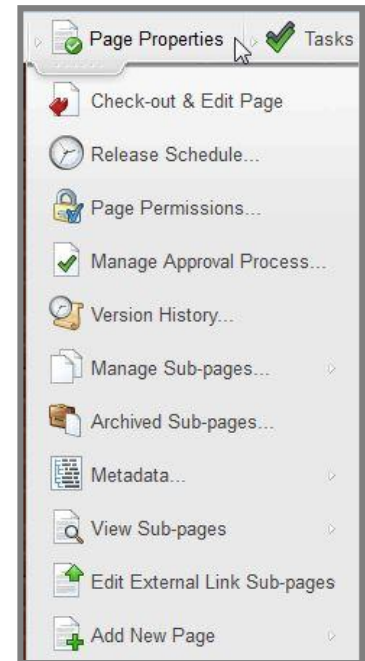 Page Properties Tasks
Check-out & Edit Page
Release Schedule...
Page Permissions...
Manage Approval Process...
Version History...
Manage Sub-pages...
Archived Sub-pages...
Metadata...
View Sub-pages
Edit External Link Sub-pages
Add New Page